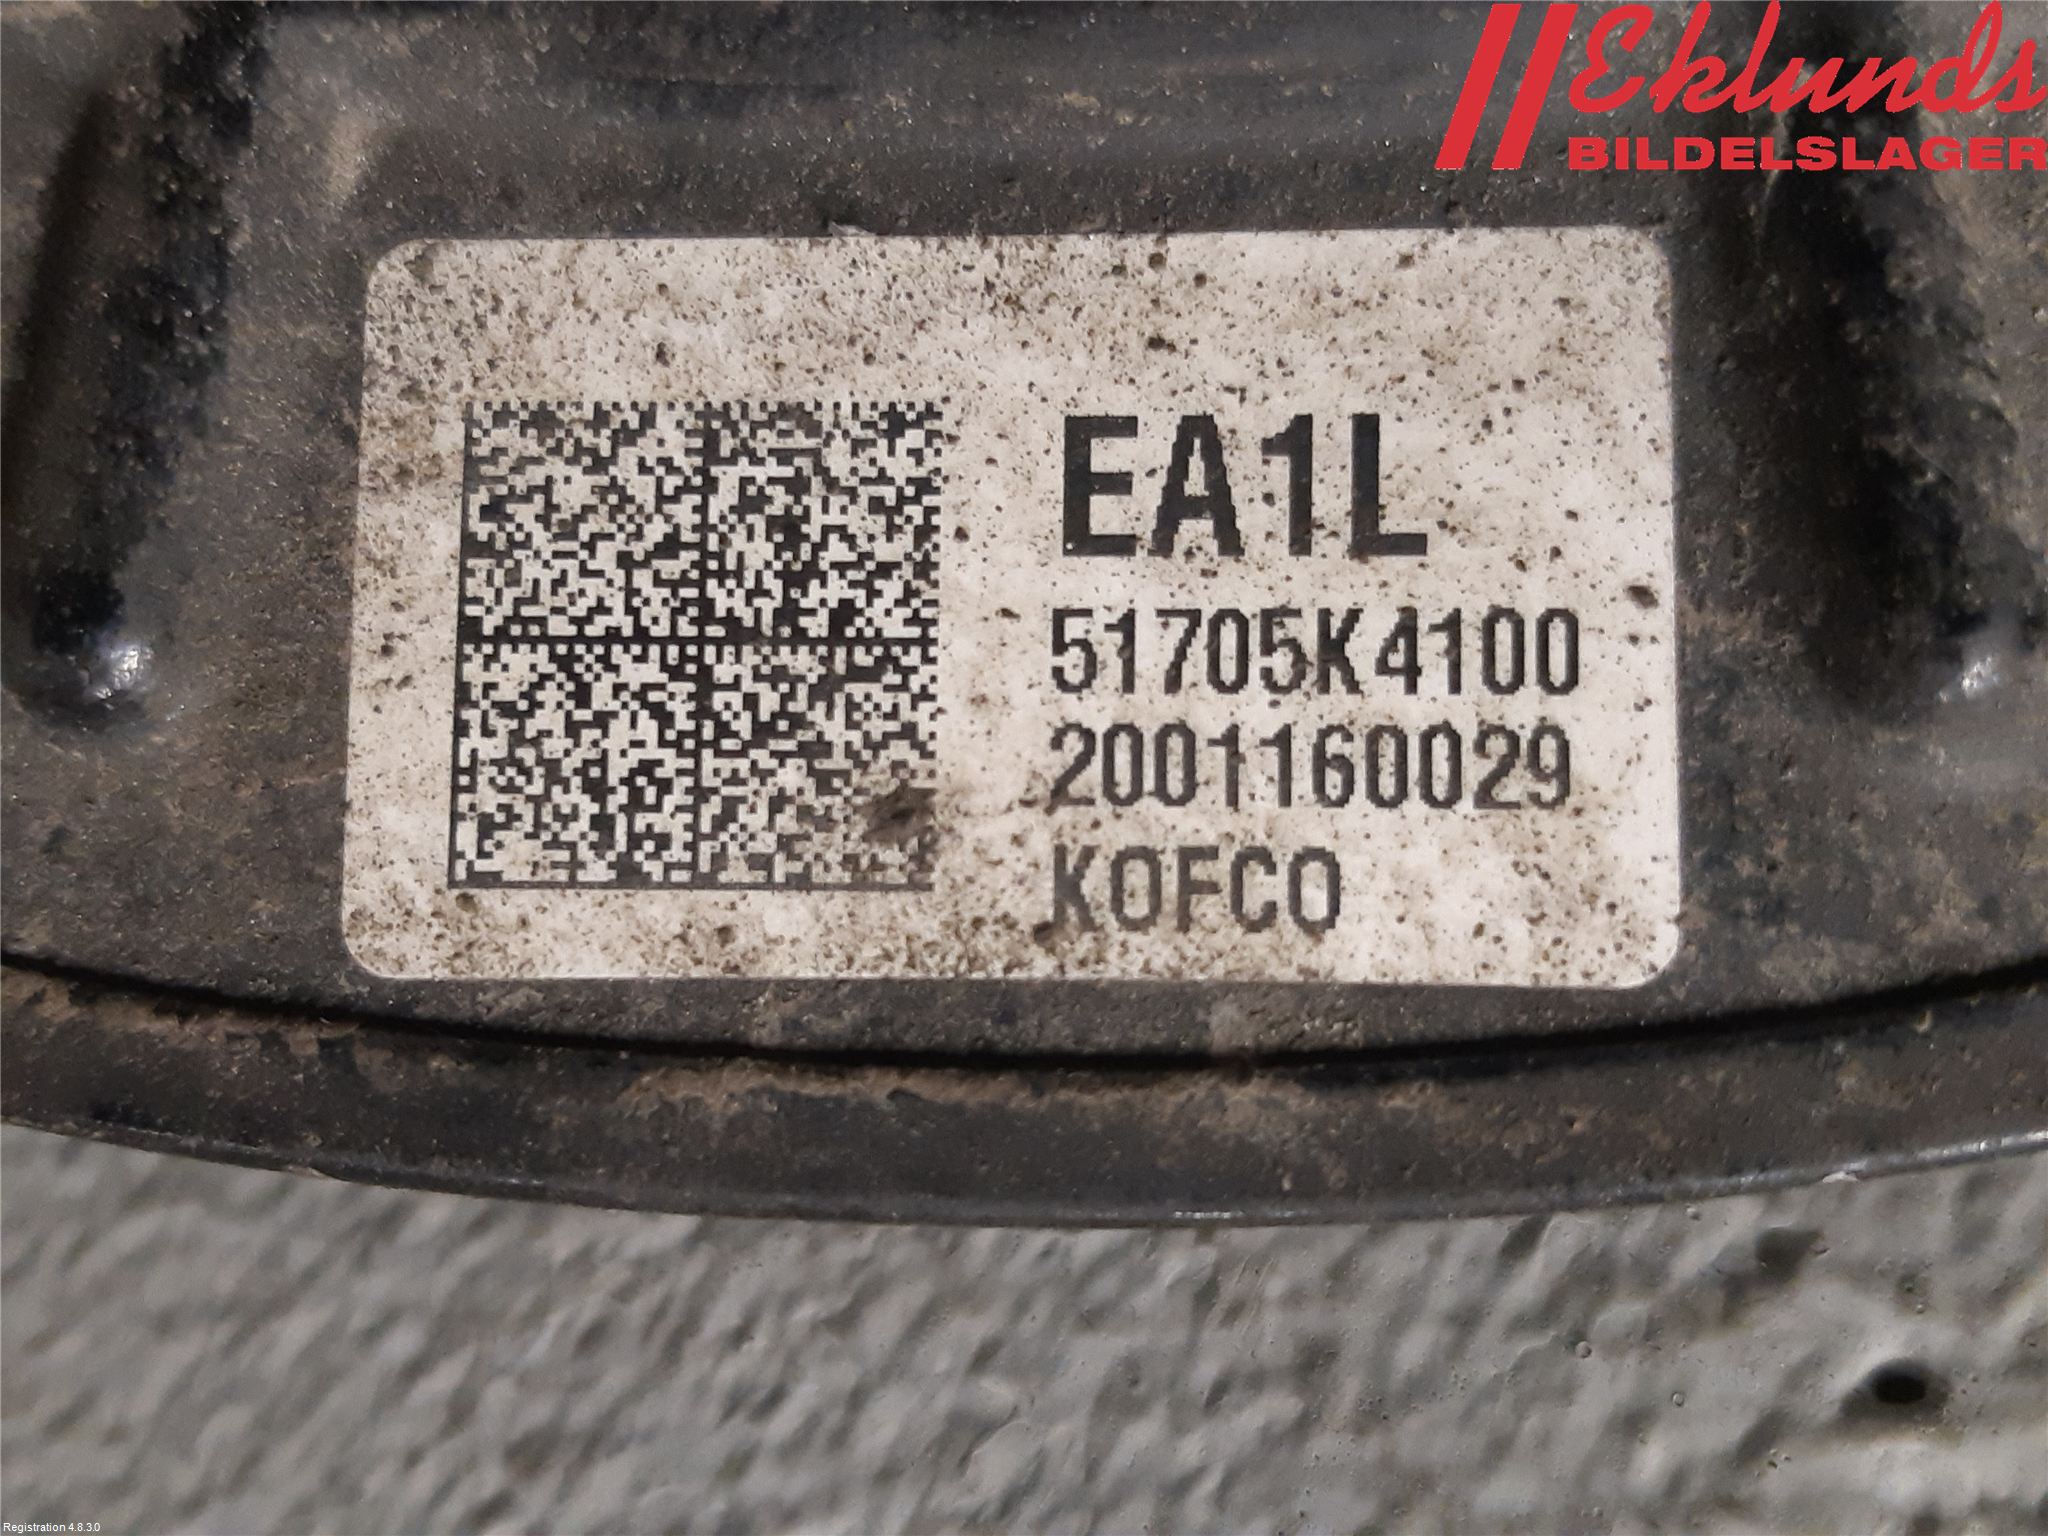 Eklunds
BILDELSLAGER
EA1L
51705K4100
2001160029
KOFCO
Registration 4.8.3.0